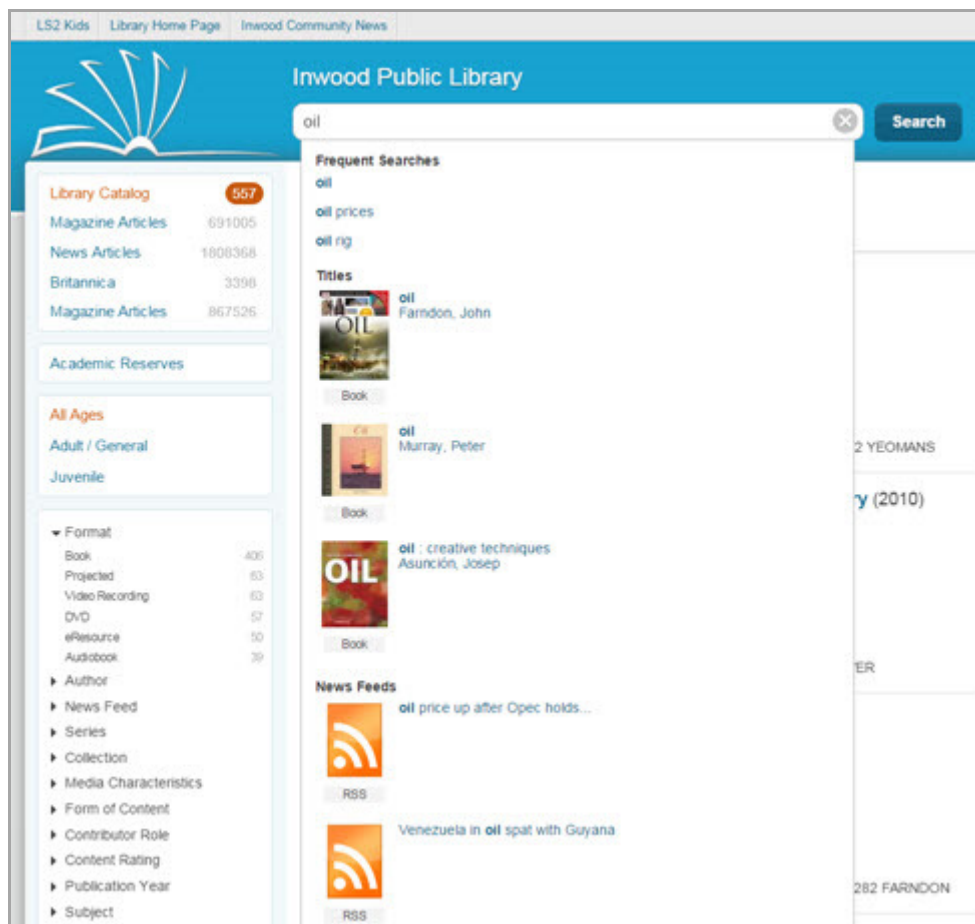 LS2 Kids Library Home Page Inwood Community News
Inwood Public Library
oil
Search
Library Catalog 557
Magazine Articles 691005
News Articles 1808368
Britannica 3398
Magazine Articles 867526
Academic Reserves
All Ages
Adult / General
Juvenile
Format
Book 406
Projected 63
Video Recording 63
DVD 57
eResource 50
Audiobook 39
Author
News Feed
Series
Collection
Media Characteristics
Form of Content
Contributor Role
Content Rating
Publication Year
Subject
Frequent Searches
oil
oil prices
oil rig
Titles
OIL
oil
Farndon, John
Book
Oil
oil
Murray, Peter
Book
OIL
oil : creative techniques
Asunción, Josep
Book
News Feeds
oil price up after Opec holds...
RSS
Venezuela in oil spat with Guyana
RSS
2 YEOMANS
ry (2010)
ER
282 FARNDON